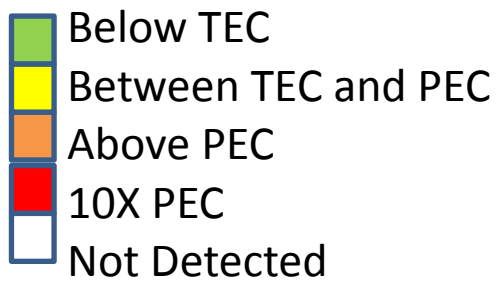 Below TEC
Between TEC and PEC
Above PEC
10X PEC
Not Detected